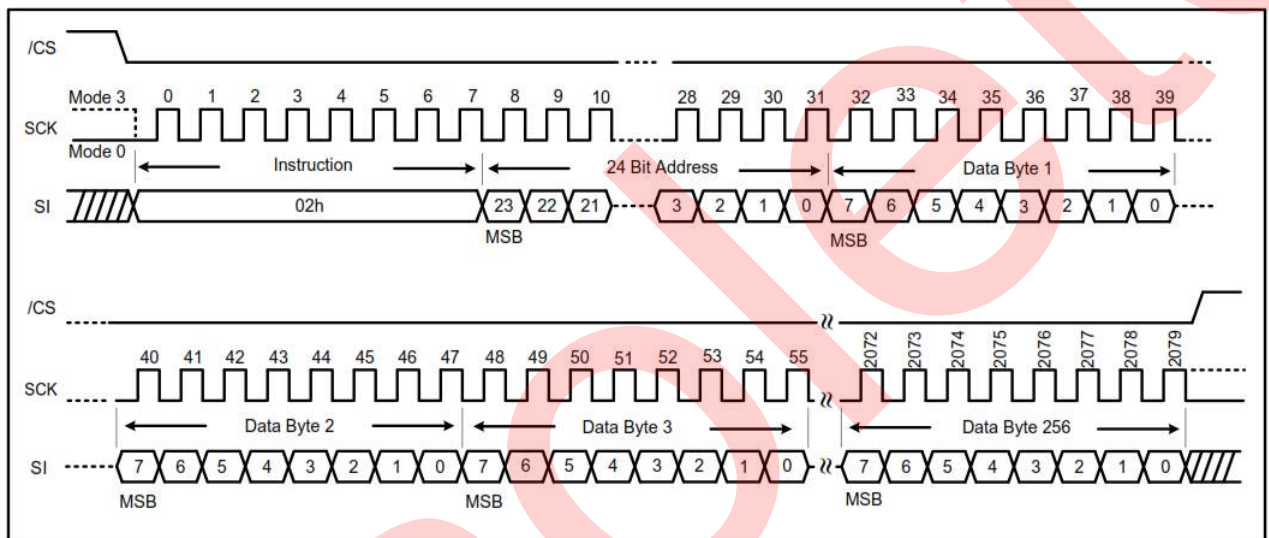 /CS
Mode 3 0 1 2 3 4 5 6 7 8 9 10 28 29 30 31 32 33 34 35 36 37 38 39
SCK
Mode 0
Instruction 24 Bit Address Data Byte 1
SI 02h 23 22 21 3 2 1 0 7 6 5 4 3 2 1 0
MSB MSB
/CS
40 41 42 43 44 45 46 47 48 49 50 51 52 53 54 55 2072 2073 2074 2075 2076 2077 2078 2079
SCK
Data Byte 2 Data Byte 3 Data Byte 256
SI 7 6 5 4 3 2 1 0 7 6 5 4 3 2 1 0 7 6 5 4 3 2 1 0
MSB MSB MSB